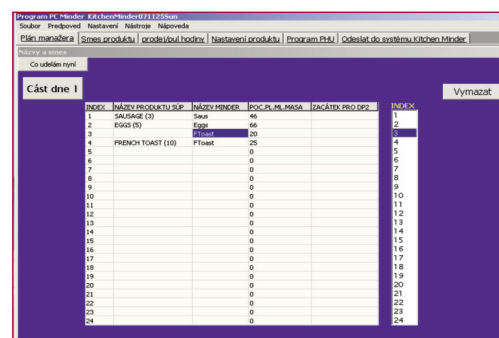 Program PC Minder KitchenMinder071125Sun
Soubor Predpoved Nastavení Nástroje Nápoveda
Plán manažera Smes produktu prodej/pul hodiny Nastavení produktu Program PHU Odeslat do systému Kitchen Minder
Názvy a smes
Co udelám nyní
Část dne 1
Vymazat
INDEX NÁZEV PRODUKTU SÚP NÁZEV MINDER POC.PL.ML.MASA ZACÁTEK PRO DP2 INDEX
1 SAUSAGE (3) Saus 46 1
2 EGGS (5) Eggs 66 2
3 FToast 20 3
4 FRENCH TOAST (10) FToast 25 4
5 0 5
6 0 6
7 0 7
8 0 8
9 0 9
10 0 10
11 0 11
12 0 12
13 0 13
14 0 14
15 0 15
16 0 16
17 0 17
18 0 18
19 0 19
20 0 20
21 0 21
22 0 22
23 0 23
24 0 24